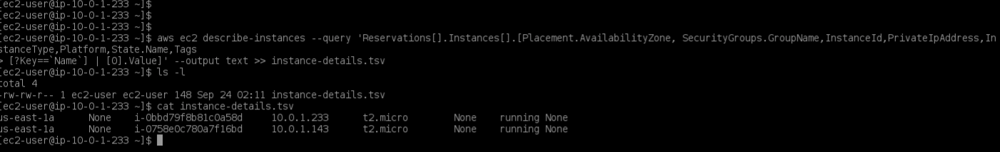 [ec2-user@ip-10-0-1-233 ~]$
[ec2-user@ip-10-0-1-233 ~]$
[ec2-user@ip-10-0-1-233 ~]$
[ec2-user@ip-10-0-1-233 ~]$ aws ec2 describe-instances --query 'Reservations[].Instances[].[Placement.AvailabilityZone, SecurityGroups.GroupName,InstanceId,PrivateIpAddress,In
stanceType,Platform,State.Name,Tags
> [?Key==`Name`] | [0].Value]' --output text >> instance-details.tsv
[ec2-user@ip-10-0-1-233 ~]$ ls -l
total 4
-rw-rw-r-- 1 ec2-user ec2-user 148 Sep 24 02:11 instance-details.tsv
[ec2-user@ip-10-0-1-233 ~]$ cat instance-details.tsv
us-east-1a      None    i-0bbd79f8b81c0a58d     10.0.1.233      t2.micro        None    running None
us-east-1a      None    i-0758e0c780a7f16bd     10.0.1.143      t2.micro        None    running None
[ec2-user@ip-10-0-1-233 ~]$